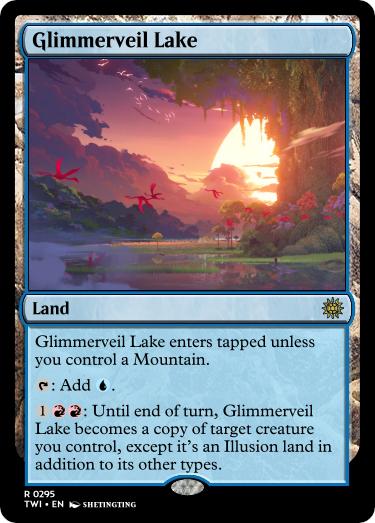 Glimmerveil Lake
Land
Glimmerveil Lake enters tapped unless
you control a Mountain.
: Add .
1: Until end of turn, Glimmerveil
Lake becomes a copy of target creature
you control, except it's an Illusion land in
addition to its other types.
R 0295
TWI • EN SHETINGTING